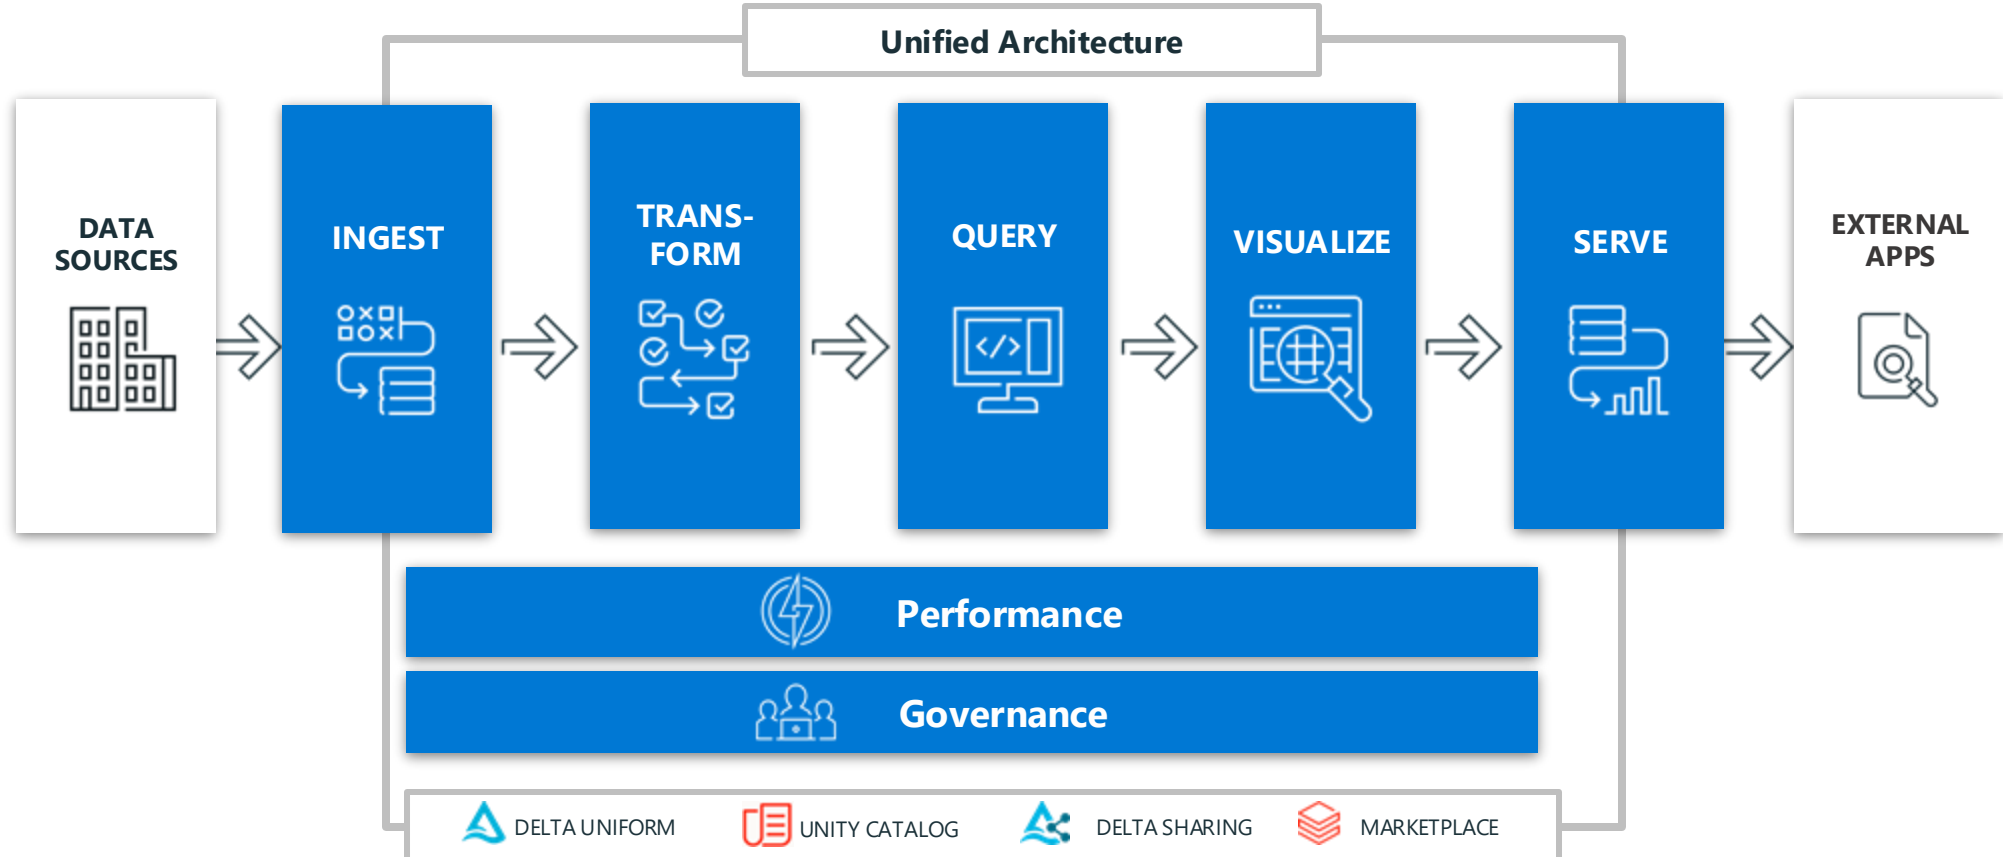 Unified Architecture
DATA
SOURCES
INGEST
TRANS-
FORM
QUERY
</>
VISUALIZE
SERVE
EXTERNAL
APPS
Performance
Governance
DELTA UNIFORM
UNITY CATALOG
DELTA SHARING
MARKETPLACE